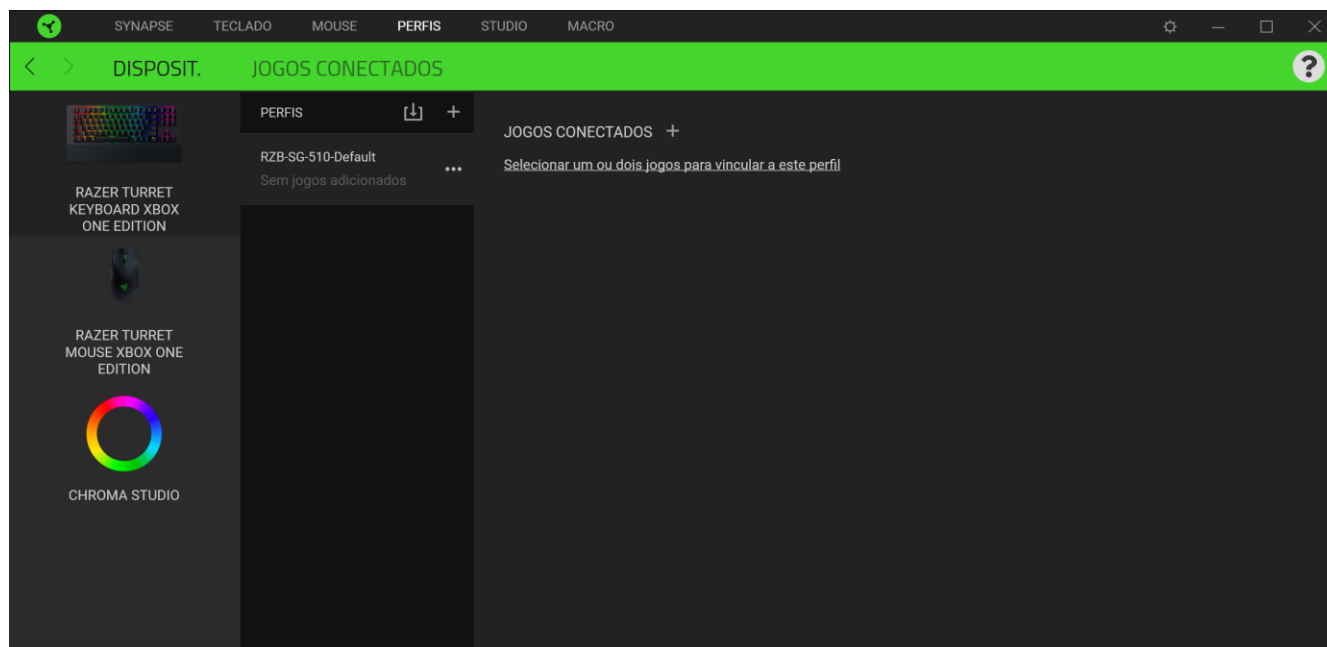 SYNAPSE TECLADO MOUSE PERFIS STUDIO MACRO
DISPOSIT. JOGOS CONECTADOS ?
RAZER TURRET
KEYBOARD XBOX
ONE EDITION
RAZER TURRET
MOUSE XBOX ONE
EDITION
CHROMA STUDIO
PERFIS
RZB-SG-510-Default
Sem jogos adicionados
JOGOS CONECTADOS +
Selecionar um ou dois jogos para vincular a este perfil